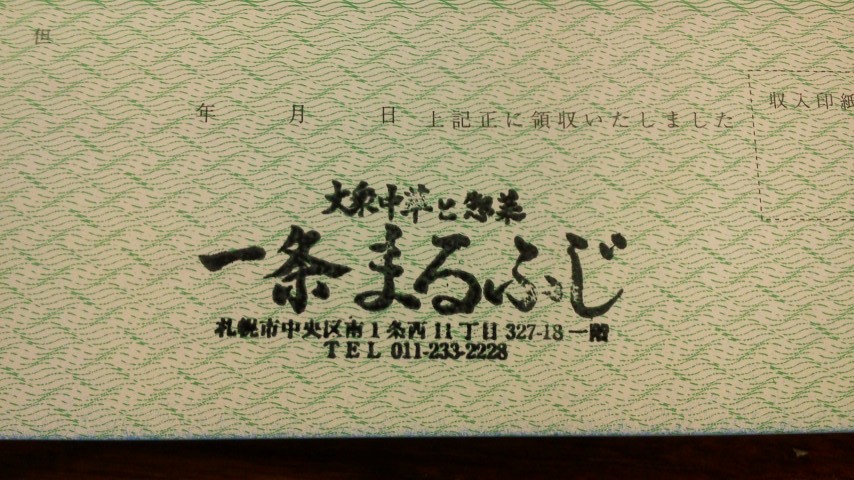 但
年 月 日 上記正に領収いたしました
収入印紙
大衆中華と惣菜
一条まるふじ
札幌市中央区南1条西11丁目327-18一階
TEL 011-233-2228